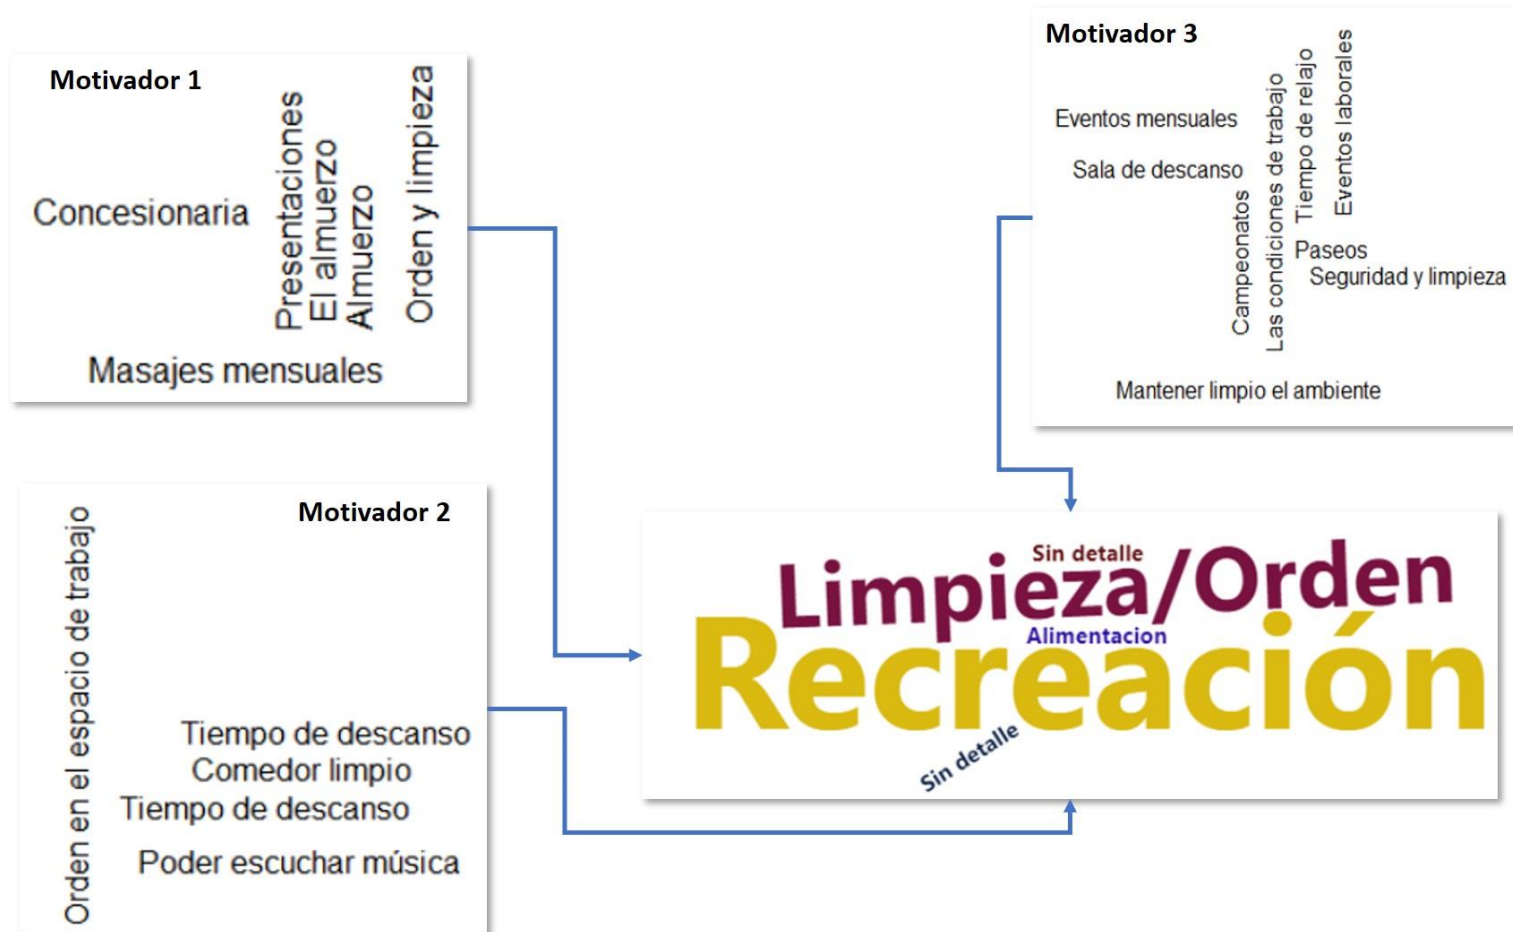 Motivador 1
Concesionaria
Presentaciones
El almuerzo
Almuerzo
Orden y limpieza
Masajes mensuales
Motivador 2
Orden en el espacio de trabajo
Tiempo de descanso
Comedor limpio
Tiempo de descanso
Poder escuchar música
Motivador 3
Eventos mensuales
Sala de descanso
Campeonatos
Las condiciones de trabajo
Tiempo de relajo
Eventos laborales
Paseos
Seguridad y limpieza
Mantener limpio el ambiente
Sin detalle
Limpieza/Orden
Alimentacion
Recreación
Sin detalle